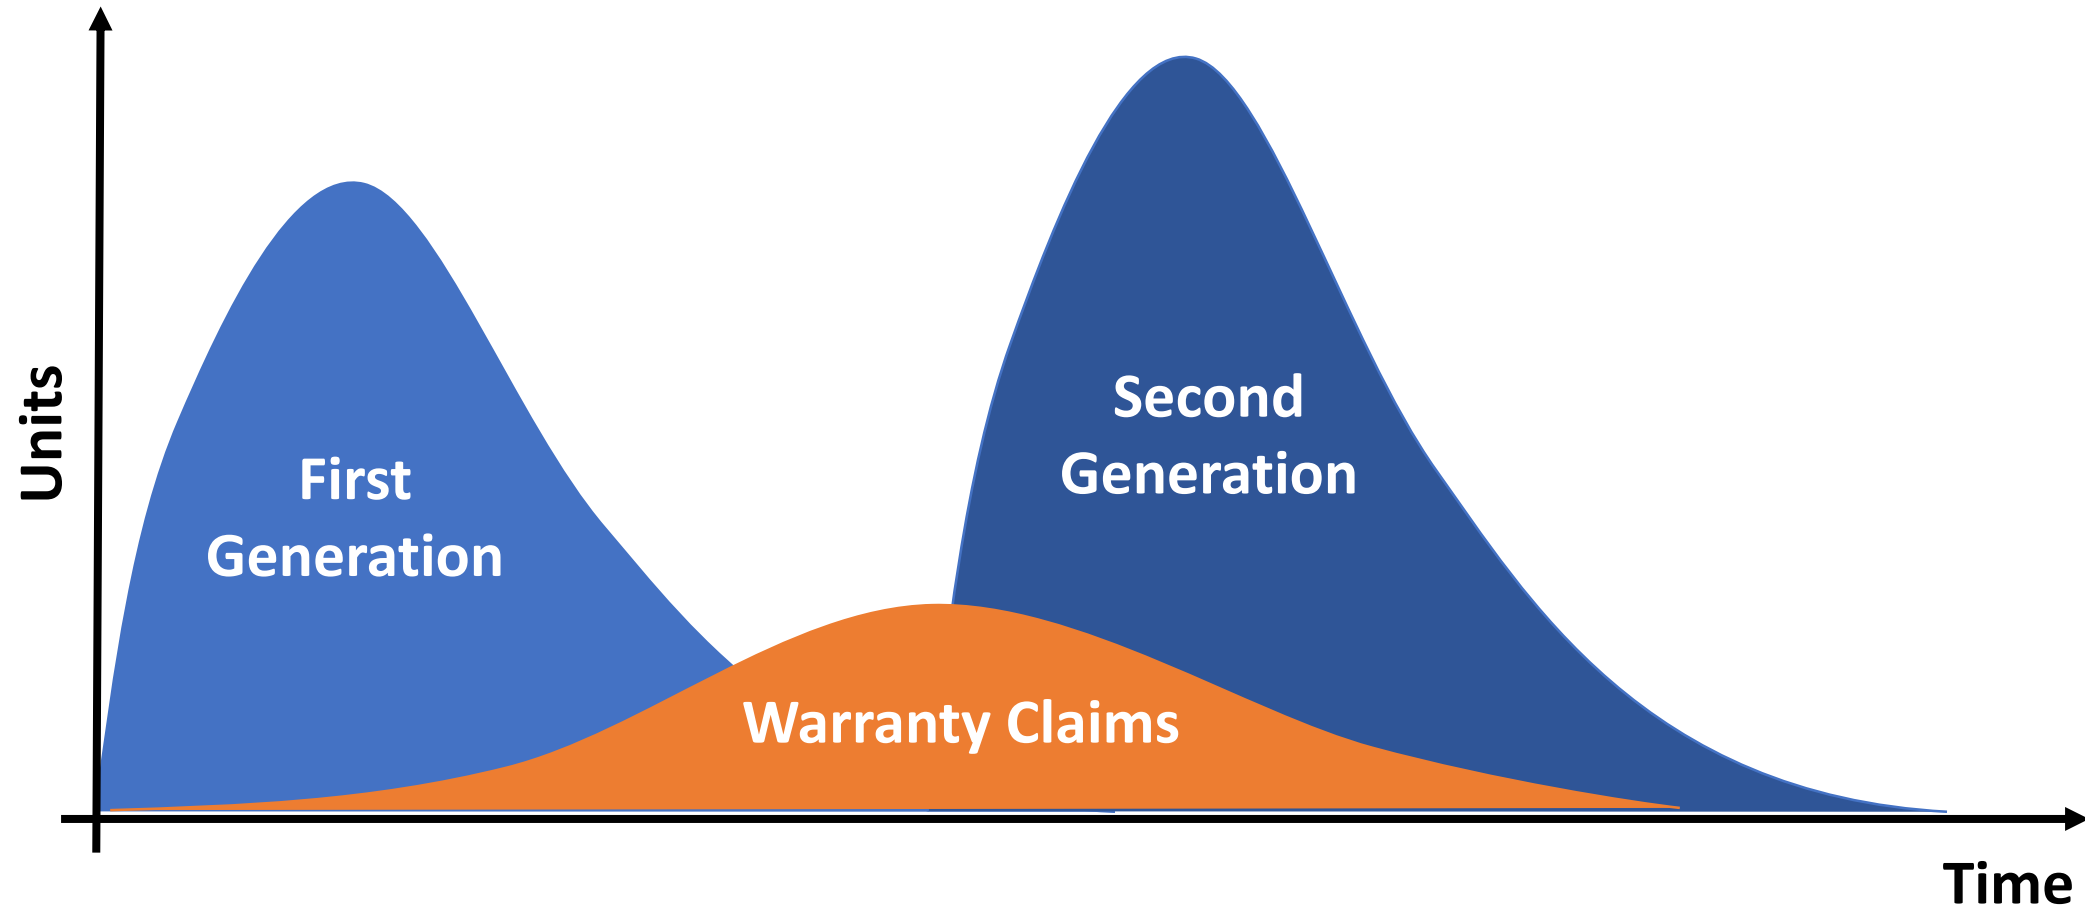 Units
First
Generation
Second
Generation
Warranty Claims
Time